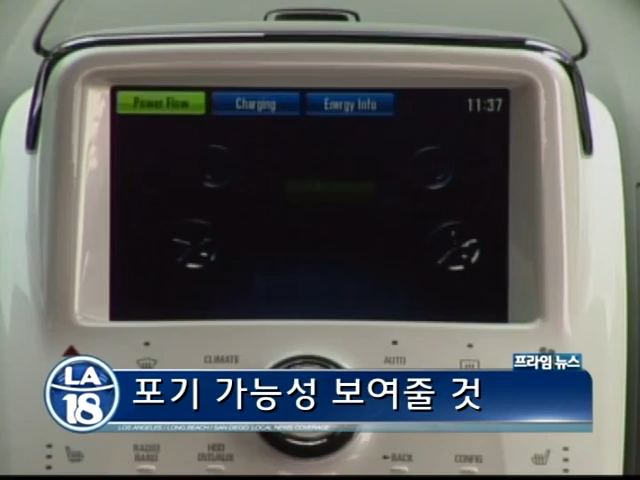 Power Flow
Charging
Energy Info
11:37
CLIMATE
AUTO
프라임 뉴스
LA
18
포기 가능성 보여줄 것
LOS ANGELES / LONG BEACH / SAN DIEGO LOCAL NEWS COVERAGE
RADIO
BAND
HDD
DVD/AUX
BACK
CONFIG